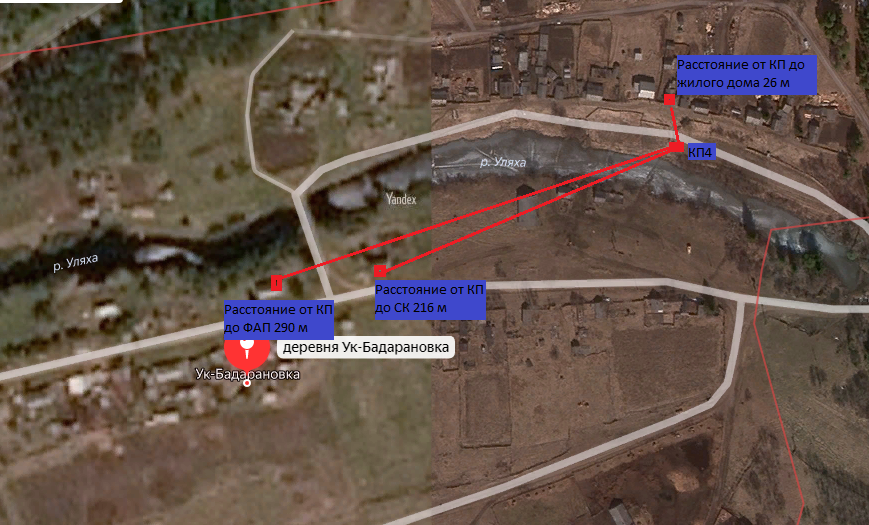 Расстояние от КП до
жилого дома 26 м
КП4
р. Уляха
Yandex
р. Уляха
Расстояние от КП
до СК 216 м
Расстояние от КП
до ФАП 290 м
деревня Ук-Бадарановка
Ук-Бадарановка